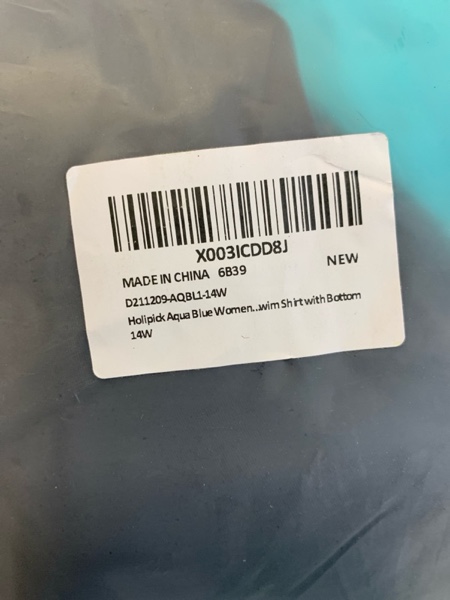 X003ICDD8J
MADE IN CHINA 6B39
NEW
D211209-AQBL1-14W
Holipick Aqua Blue Women...wim Shirt with Bottom
14W